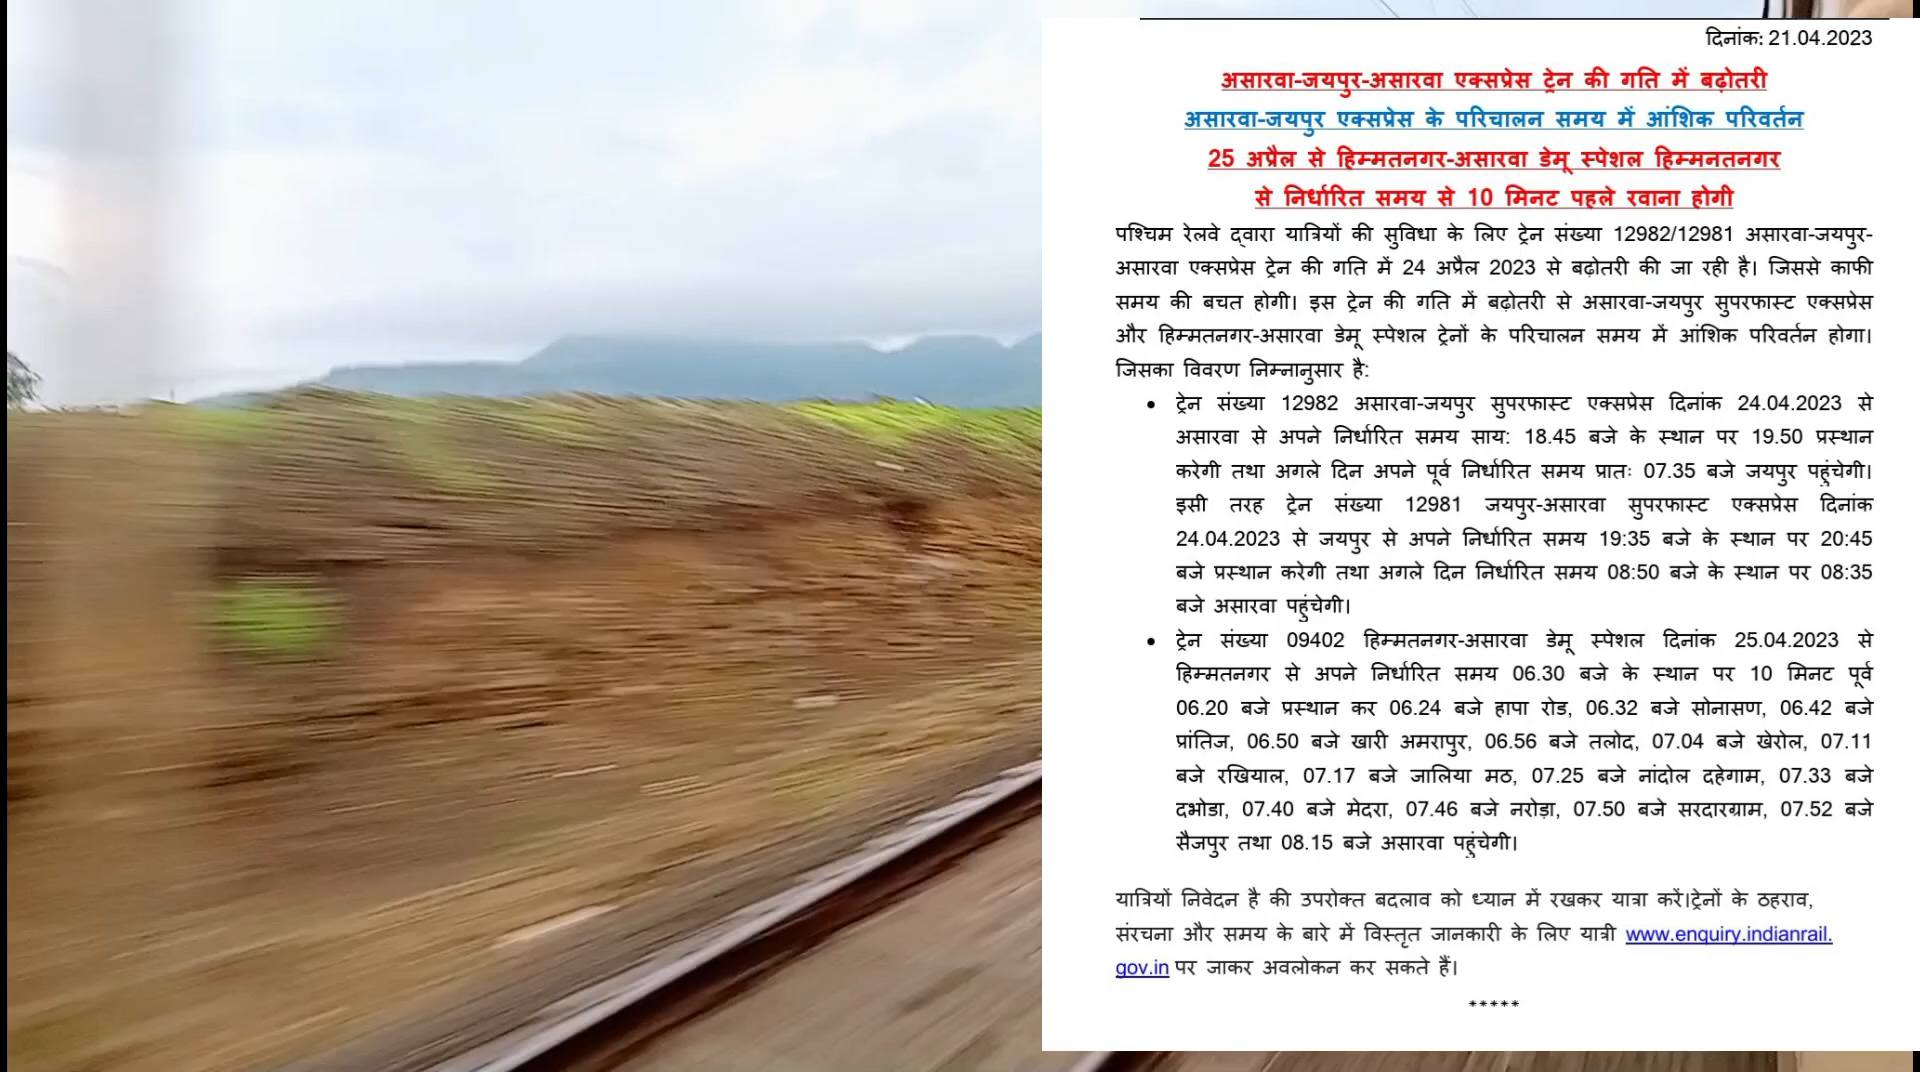 दिनांक: 21.04.2023
असारवा-जयपुर-असारवा एक्सप्रेस ट्रेन की गति में बढ़ोतरी
असारवा-जयपुर एक्सप्रेस के परिचालन समय में आंशिक परिवर्तन
25 अप्रैल से हिम्मतनगर-असारवा डेमू स्पेशल हिम्मनतनगर
से निर्धारित समय से 10 मिनट पहले रवाना होगी
पश्चिम रेलवे द्वारा यात्रियों की सुविधा के लिए ट्रेन संख्या 12982/12981 असारवा-जयपुर-
असारवा एक्सप्रेस ट्रेन की गति में 24 अप्रैल 2023 से बढ़ोतरी की जा रही है। जिससे काफी
समय की बचत होगी। इस ट्रेन की गति में बढ़ोतरी से असारवा-जयपुर सुपरफास्ट एक्सप्रेस
और हिम्मतनगर-असारवा डेमू स्पेशल ट्रेनों के परिचालन समय में आंशिक परिवर्तन होगा।
जिसका विवरण निम्नानुसार है:
• ट्रेन संख्या 12982 असारवा-जयपुर सुपरफास्ट एक्सप्रेस दिनांक 24.04.2023 से
असारवा से अपने निर्धारित समय साय: 18.45 बजे के स्थान पर 19.50 प्रस्थान
करेगी तथा अगले दिन अपने पूर्व निर्धारित समय प्रातः 07.35 बजे जयपुर पहुंचेगी।
इसी तरह ट्रेन संख्या 12981 जयपुर-असारवा सुपरफास्ट एक्सप्रेस दिनांक
24.04.2023 से जयपुर से अपने निर्धारित समय 19:35 बजे के स्थान पर 20:45
बजे प्रस्थान करेगी तथा अगले दिन निर्धारित समय 08:50 बजे के स्थान पर 08:35
बजे असारवा पहुंचेगी।
• ट्रेन संख्या 09402 हिम्मतनगर-असारवा डेमू स्पेशल दिनांक 25.04.2023 से
हिम्मतनगर से अपने निर्धारित समय 06.30 बजे के स्थान पर 10 मिनट पूर्व
06.20 बजे प्रस्थान कर 06.24 बजे हापा रोड, 06.32 बजे सोनासण, 06.42 बजे
प्रांतिज, 06.50 बजे खारी अमरापुर, 06.56 बजे तलोद, 07.04 बजे खेरोल, 07.11
बजे रखियाल, 07.17 बजे जालिया मठ, 07.25 बजे नांदोल दहेगाम, 07.33 बजे
दभोडा, 07.40 बजे मेदरा, 07.46 बजे नरोड़ा, 07.50 बजे सरदारग्राम, 07.52 बजे
सैजपुर तथा 08.15 बजे असारवा पहुंचेगी।
यात्रियों निवेदन है की उपरोक्त बदलाव को ध्यान में रखकर यात्रा करें।ट्रेनों के ठहराव,
संरचना और समय के बारे में विस्तृत जानकारी के लिए यात्री www.enquiry.indianrail.
gov.in पर जाकर अवलोकन कर सकते हैं।
*****